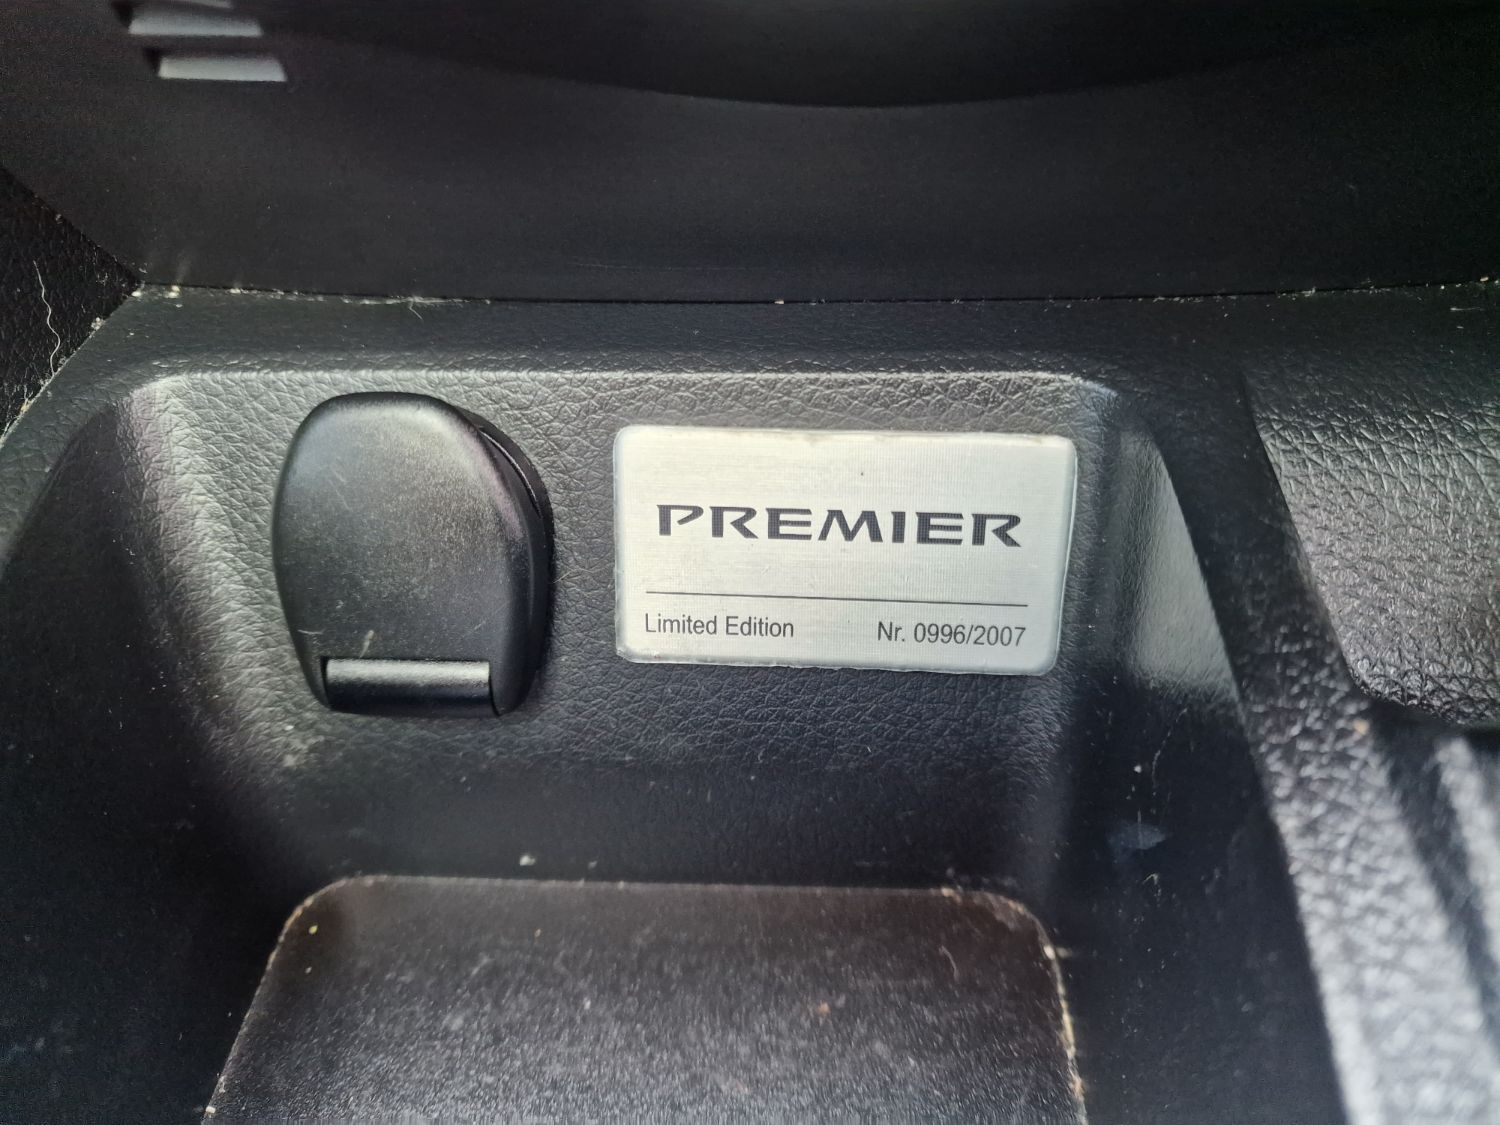 PREMIER
Limited Edition Nr. 0996/2007